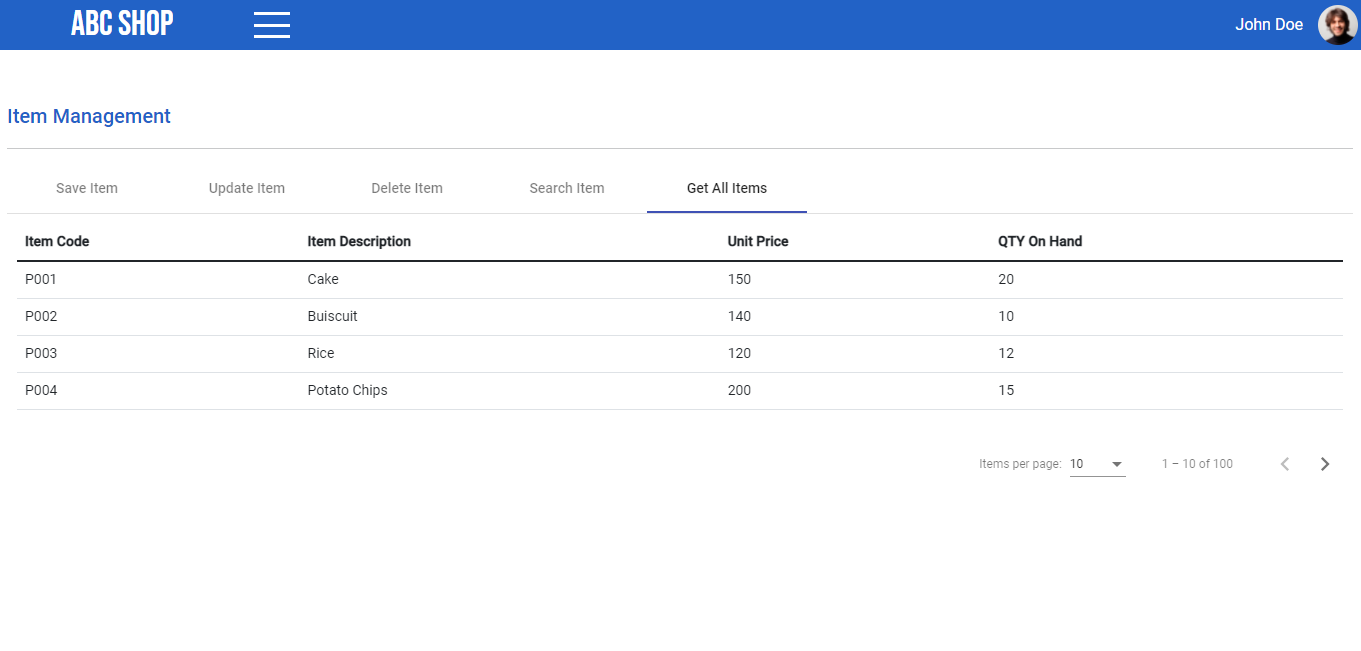 ABC SHOP
John Doe
Item Management
Save Item Update Item Delete Item Search Item Get All Items
Item Code Item Description Unit Price QTY On Hand
P001 Cake 150 20
P002 Buiscuit 140 10
P003 Rice 120 12
P004 Potato Chips 200 15
Items per page: 10 1 – 10 of 100